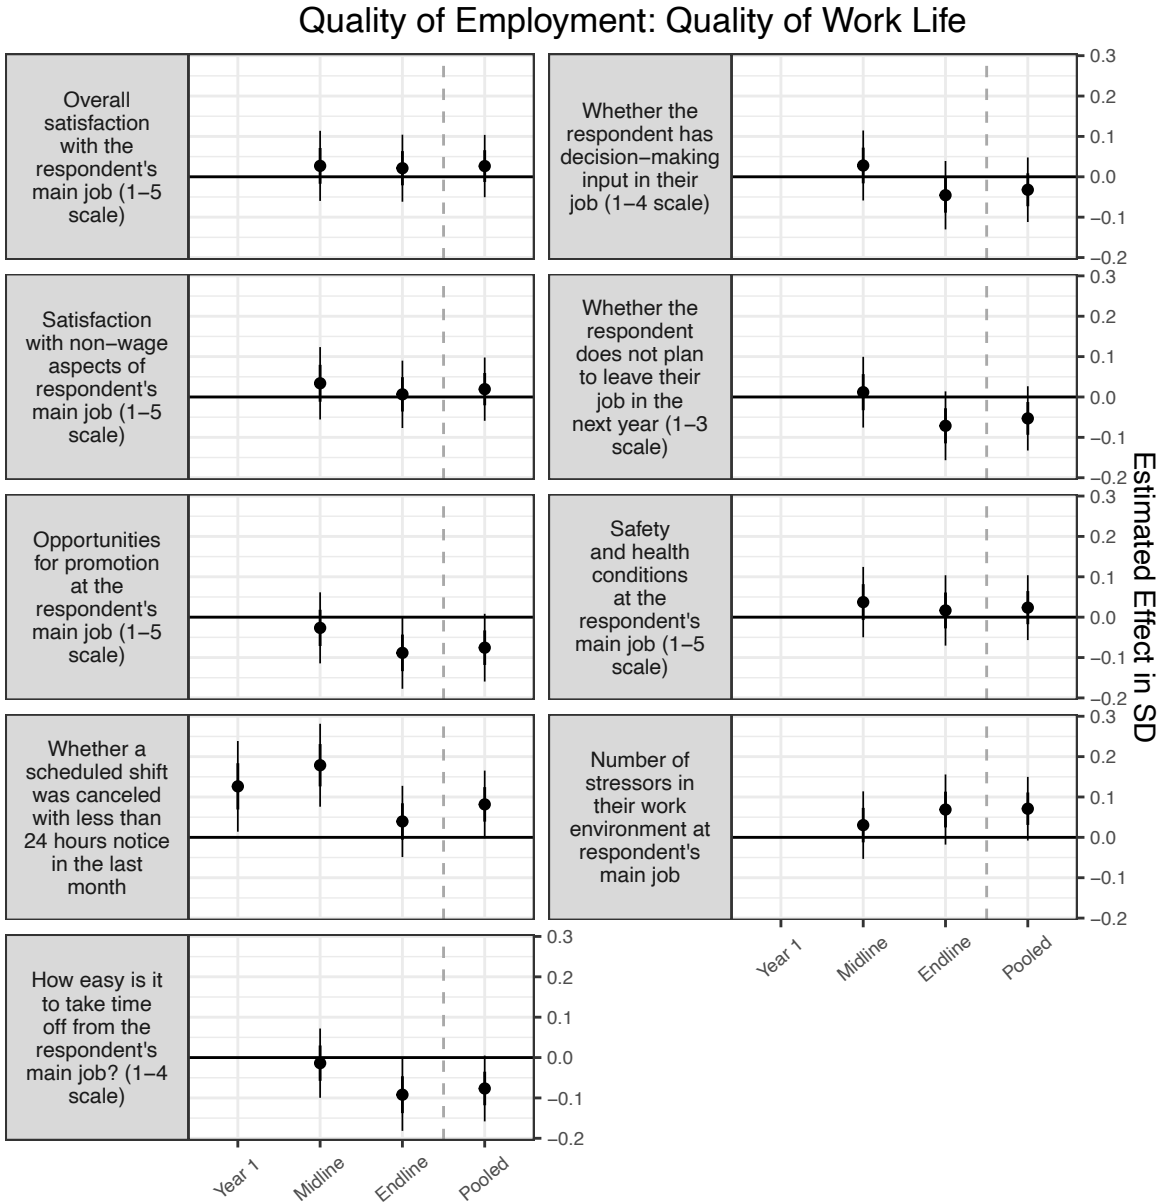 Quality of Employment: Quality of Work Life
Overall
satisfaction
with the
respondent's
main job (1−5
scale)
Whether the
respondent has
decision−making
input in their
job (1−4 scale)
0.3
0.2
0.1
0.0
−0.1
−0.2
Satisfaction
with non−wage
aspects of
respondent's
main job (1−5
scale)
Whether the
respondent
does not plan
to leave their
job in the
next year (1−3
scale)
0.3
0.2
0.1
0.0
−0.1
−0.2
Opportunities
for promotion
at the
respondent's
main job (1−5
scale)
Safety
and health
conditions
at the
respondent's
main job (1−5
scale)
0.3
0.2
0.1
0.0
−0.1
−0.2
Whether a
scheduled shift
was canceled
with less than
24 hours notice
in the last
month
Number of
stressors in
their work
environment at
respondent's
main job
0.3
0.2
0.1
0.0
−0.1
−0.2
Year 1
Midline
Endline
Pooled
How easy is it
to take time
off from the
respondent's
main job? (1−4
scale)
0.3
0.2
0.1
0.0
−0.1
−0.2
Year 1
Midline
Endline
Pooled
Estimated Effect in SD